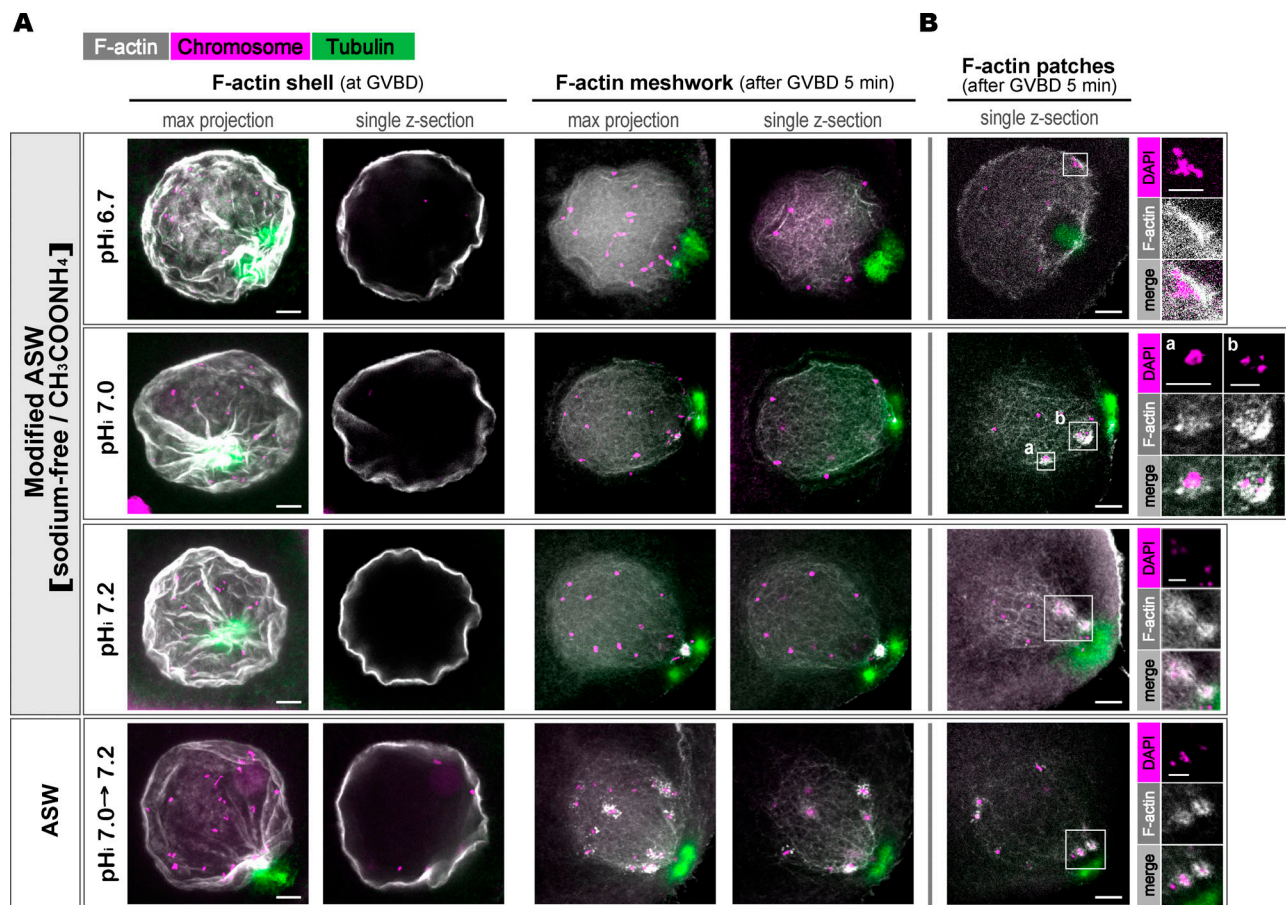 A
B
F-actin Chromosome Tubulin
F-actin shell (at GVBD)
F-actin meshwork (after GVBD 5 min)
F-actin patches
(after GVBD 5 min)
max projection
single z-section
max projection
single z-section
single z-section
Modified ASW
[sodium-free / CH₃COONH₄]
pHi 6.7
DAPI
F-actin
merge
pHi 7.0
b
a
a
b
DAPI
F-actin
merge
pHi 7.2
DAPI
F-actin
merge
ASW
pHi 7.0→ 7.2
DAPI
F-actin
merge